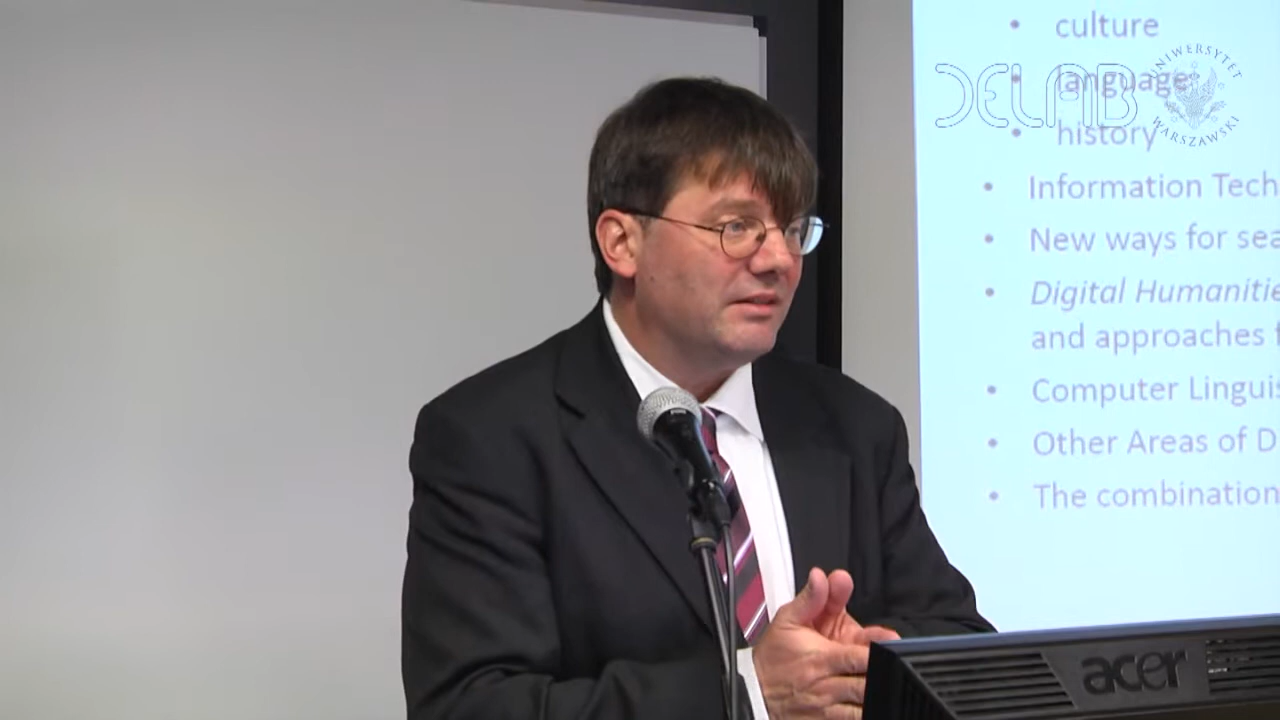 culture
language
history
DELAB
UNIWERSYTET WARSZAWSKI
Information Tech
New ways for sea
Digital Humanitie
and approaches f
Computer Linguis
Other Areas of D
The combination
acer